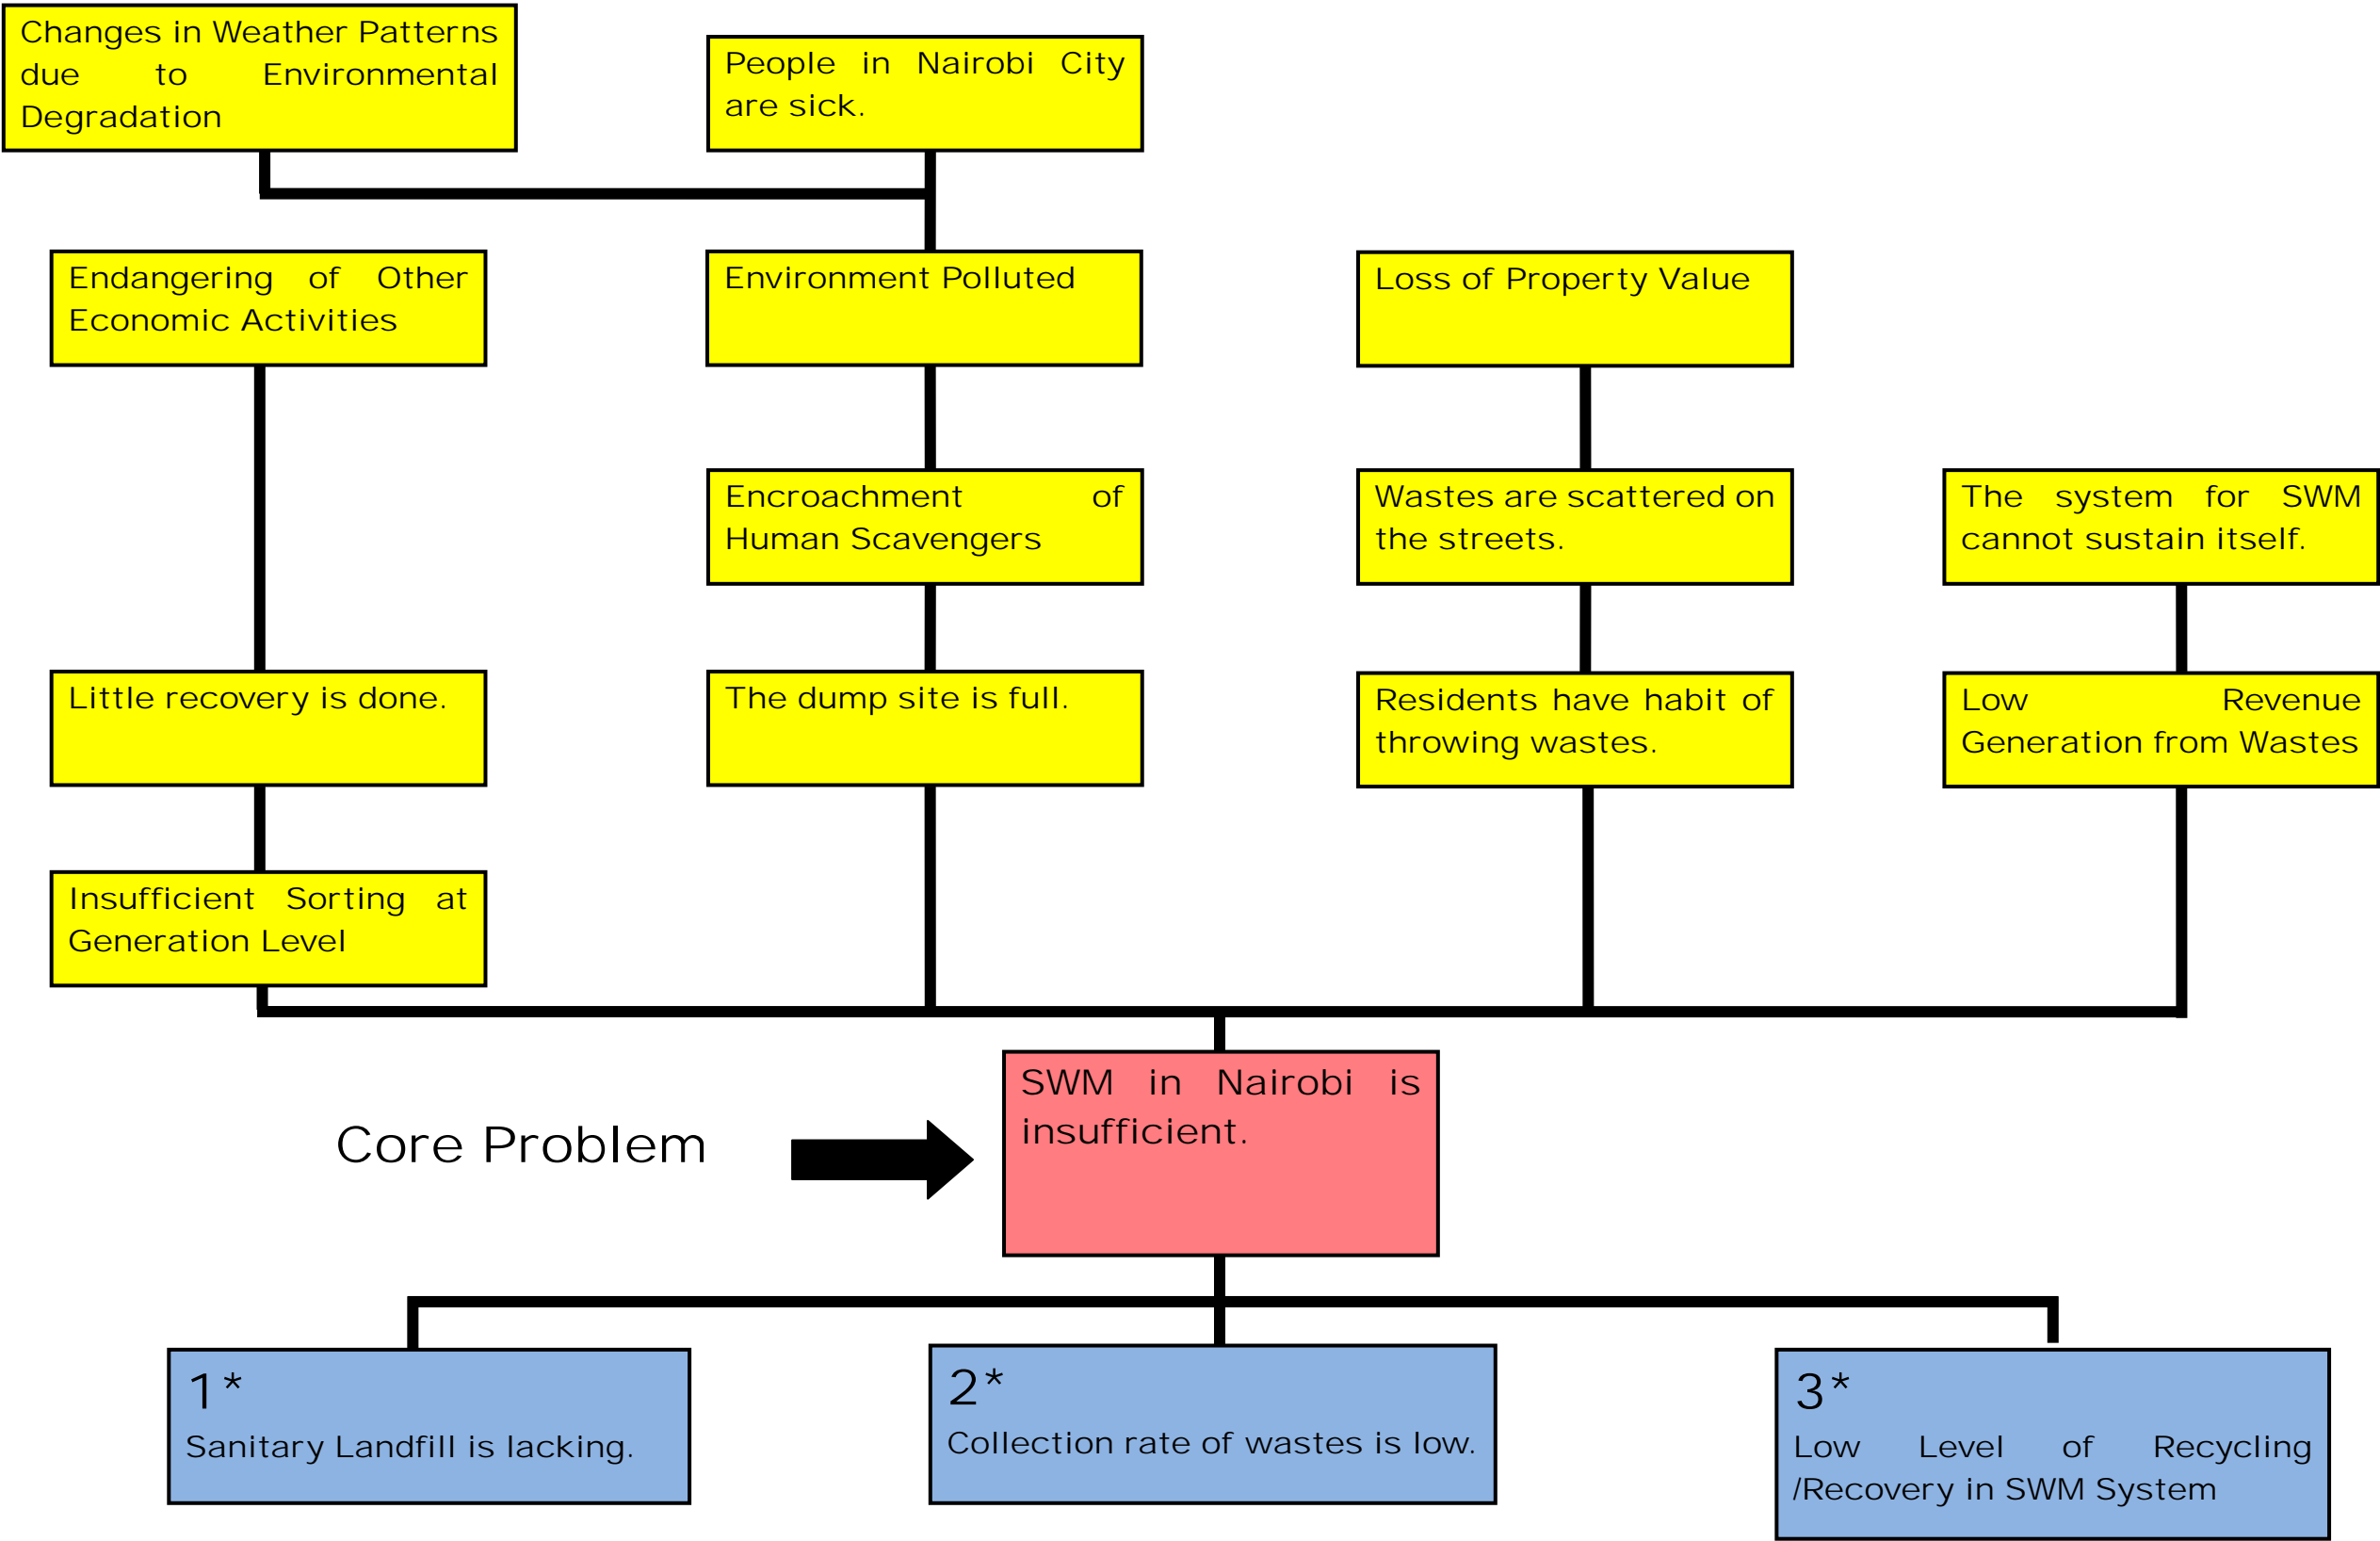 Changes in Weather Patterns
due to Environmental
Degradation
People in Nairobi City
are sick.
Endangering of Other
Economic Activities
Environment Polluted
Loss of Property Value
Encroachment of
Human Scavengers
Wastes are scattered on
the streets.
The system for SWM
cannot sustain itself.
Little recovery is done.
The dump site is full.
Residents have habit of
throwing wastes.
Low Revenue
Generation from Wastes
Insufficient Sorting at
Generation Level
SWM in Nairobi is
insufficient.
Core Problem
1*
Sanitary Landfill is lacking.
2*
Collection rate of wastes is low.
3*
Low Level of Recycling
/Recovery in SWM System